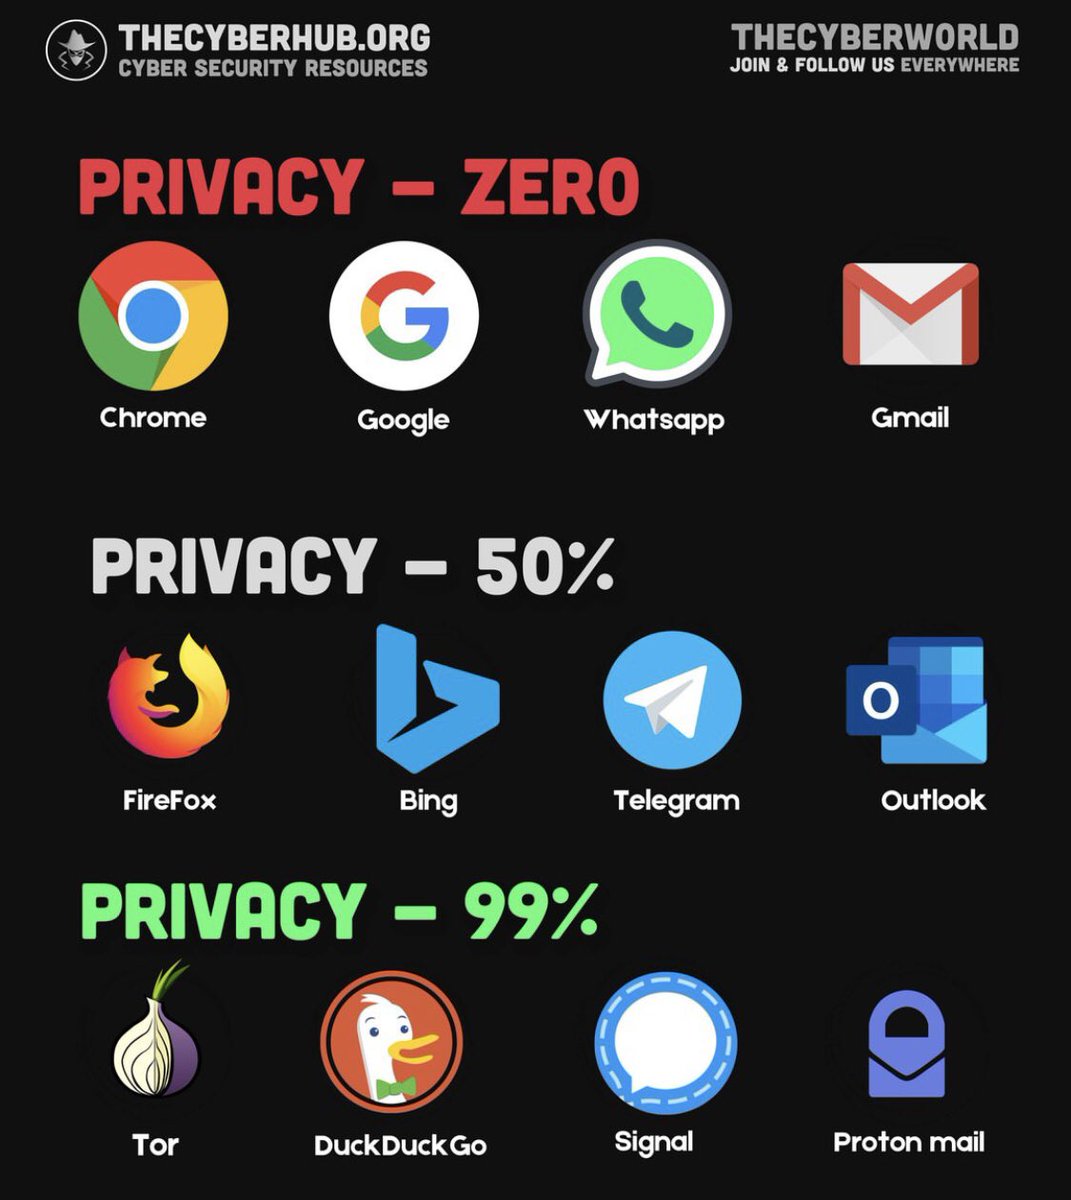 THECYBERHUB.ORG
CYBER SECURITY RESOURCES
THECYBERWORLD
JOIN & FOLLOW US EVERYWHERE
PRIVACY – ZERO
Chrome
Google
Whatsapp
Gmail
PRIVACY – 50%
FireFox
Bing
Telegram
Outlook
PRIVACY – 99%
Tor
DuckDuckGo
Signal
Proton mail